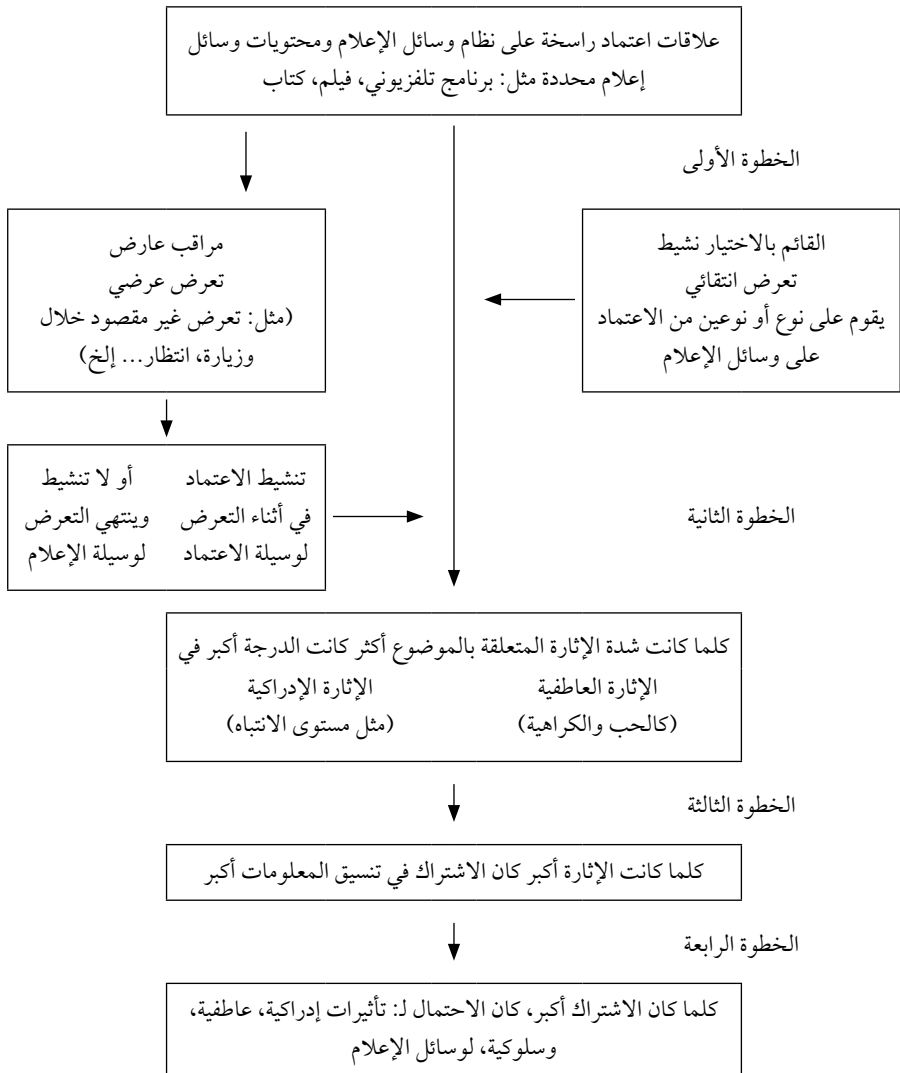 علاقات اعتماد راسخة على نظام وسائل الإعلام ومحتويات وسائل
إعلام محددة مثل: برنامج تلفزيوني، فيلم، كتاب
الخطوة الأولى
القائم بالاختيار نشيط
تعرض انتقائي
يقوم على نوع أو نوعين من الاعتماد
على وسائل الإعلام
مراقب عارض
تعرض عرضي
(مثل: تعرض غير مقصود خلال
وزيارة، انتظار... إلخ)
الخطوة الثانية
تنشيط الاعتماد
في أثناء التعرض
لوسيلة الاعتماد
أو لا تنشيط
وينتهي التعرض
لوسيلة الإعلام
كلما كانت شدة الإثارة المتعلقة بالموضوع أكثر كانت الدرجة أكبر في
الإثارة العاطفية
(كالحب والكراهية)
الإثارة الإدراكية
(مثل مستوى الانتباه)
الخطوة الثالثة
كلما كانت الإثارة أكبر كان الاشتراك في تنسيق المعلومات أكبر
الخطوة الرابعة
كلما كان الاشتراك أكبر، كان الاحتمال لـ: تأثيرات إدراكية، عاطفية،
وسلوكية، لوسائل الإعلام